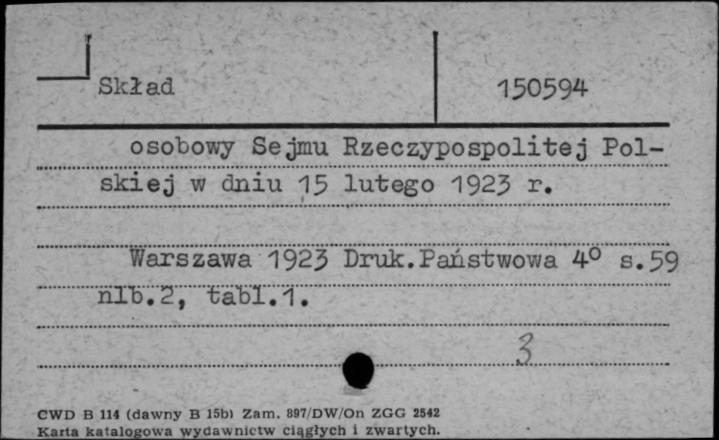 Skład 150594
osobowy Sejmu Rzeczypospolitej Pol-
skiej w dniu 15 lutego 1923 r.
Warszawa 1923 Druk.Państwowa 4° s.59
nlb.2, tabl.1.
3
CWD B 114 (dawny B 15b) Zam. 897/DW/On ZGG 2542
Karta katalogowa wydawnictw ciągłych i zwartych.